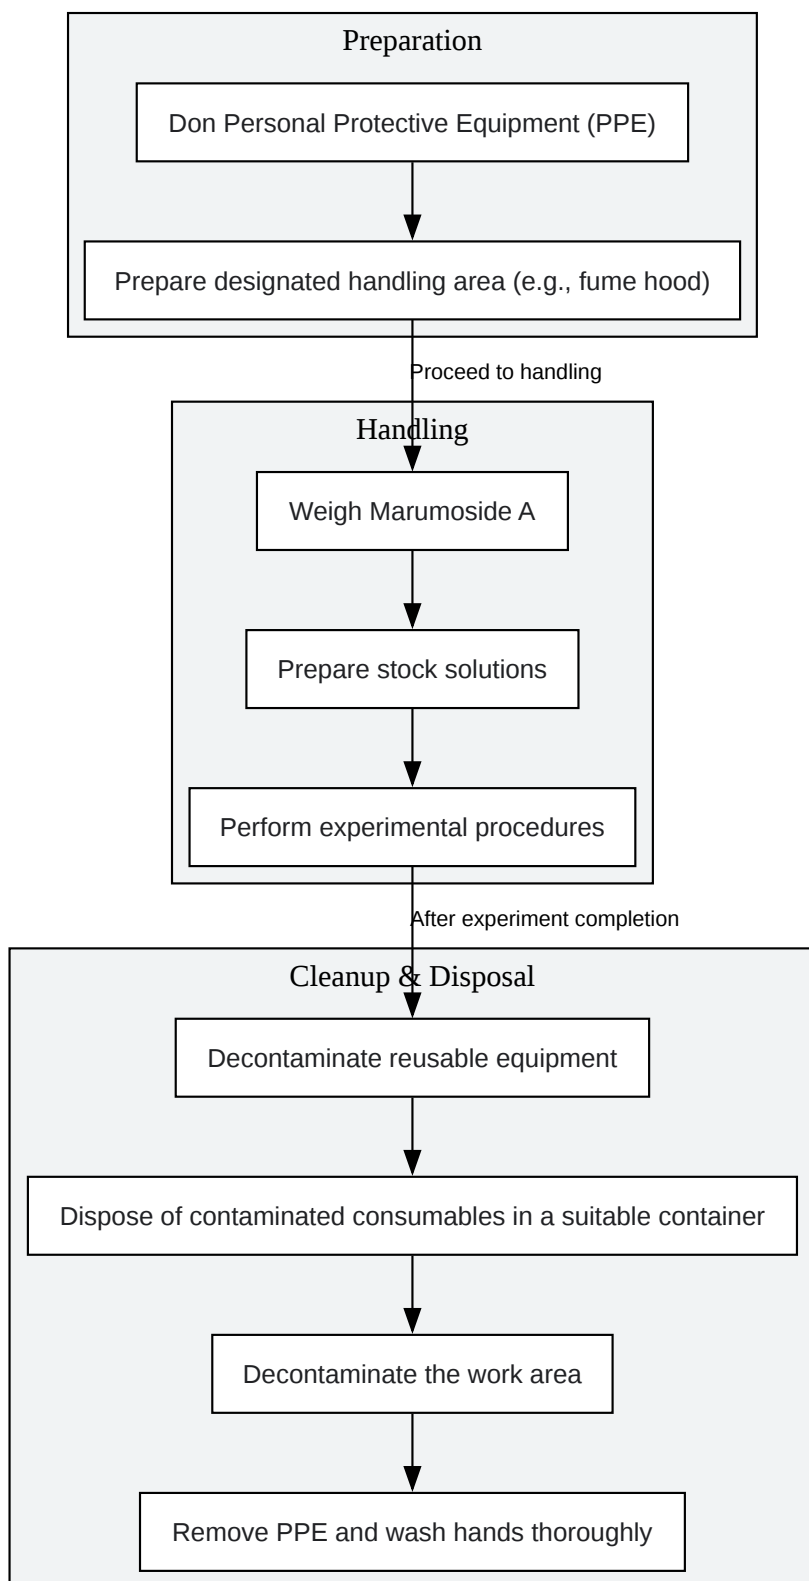 Preparation
Don Personal Protective Equipment (PPE)
Prepare designated handling area (e.g., fume hood)
Proceed to handling
Handling
Weigh Marumoside A
Prepare stock solutions
Perform experimental procedures
After experiment completion
Cleanup & Disposal
Decontaminate reusable equipment
Dispose of contaminated consumables in a suitable container
Decontaminate the work area
Remove PPE and wash hands thoroughly